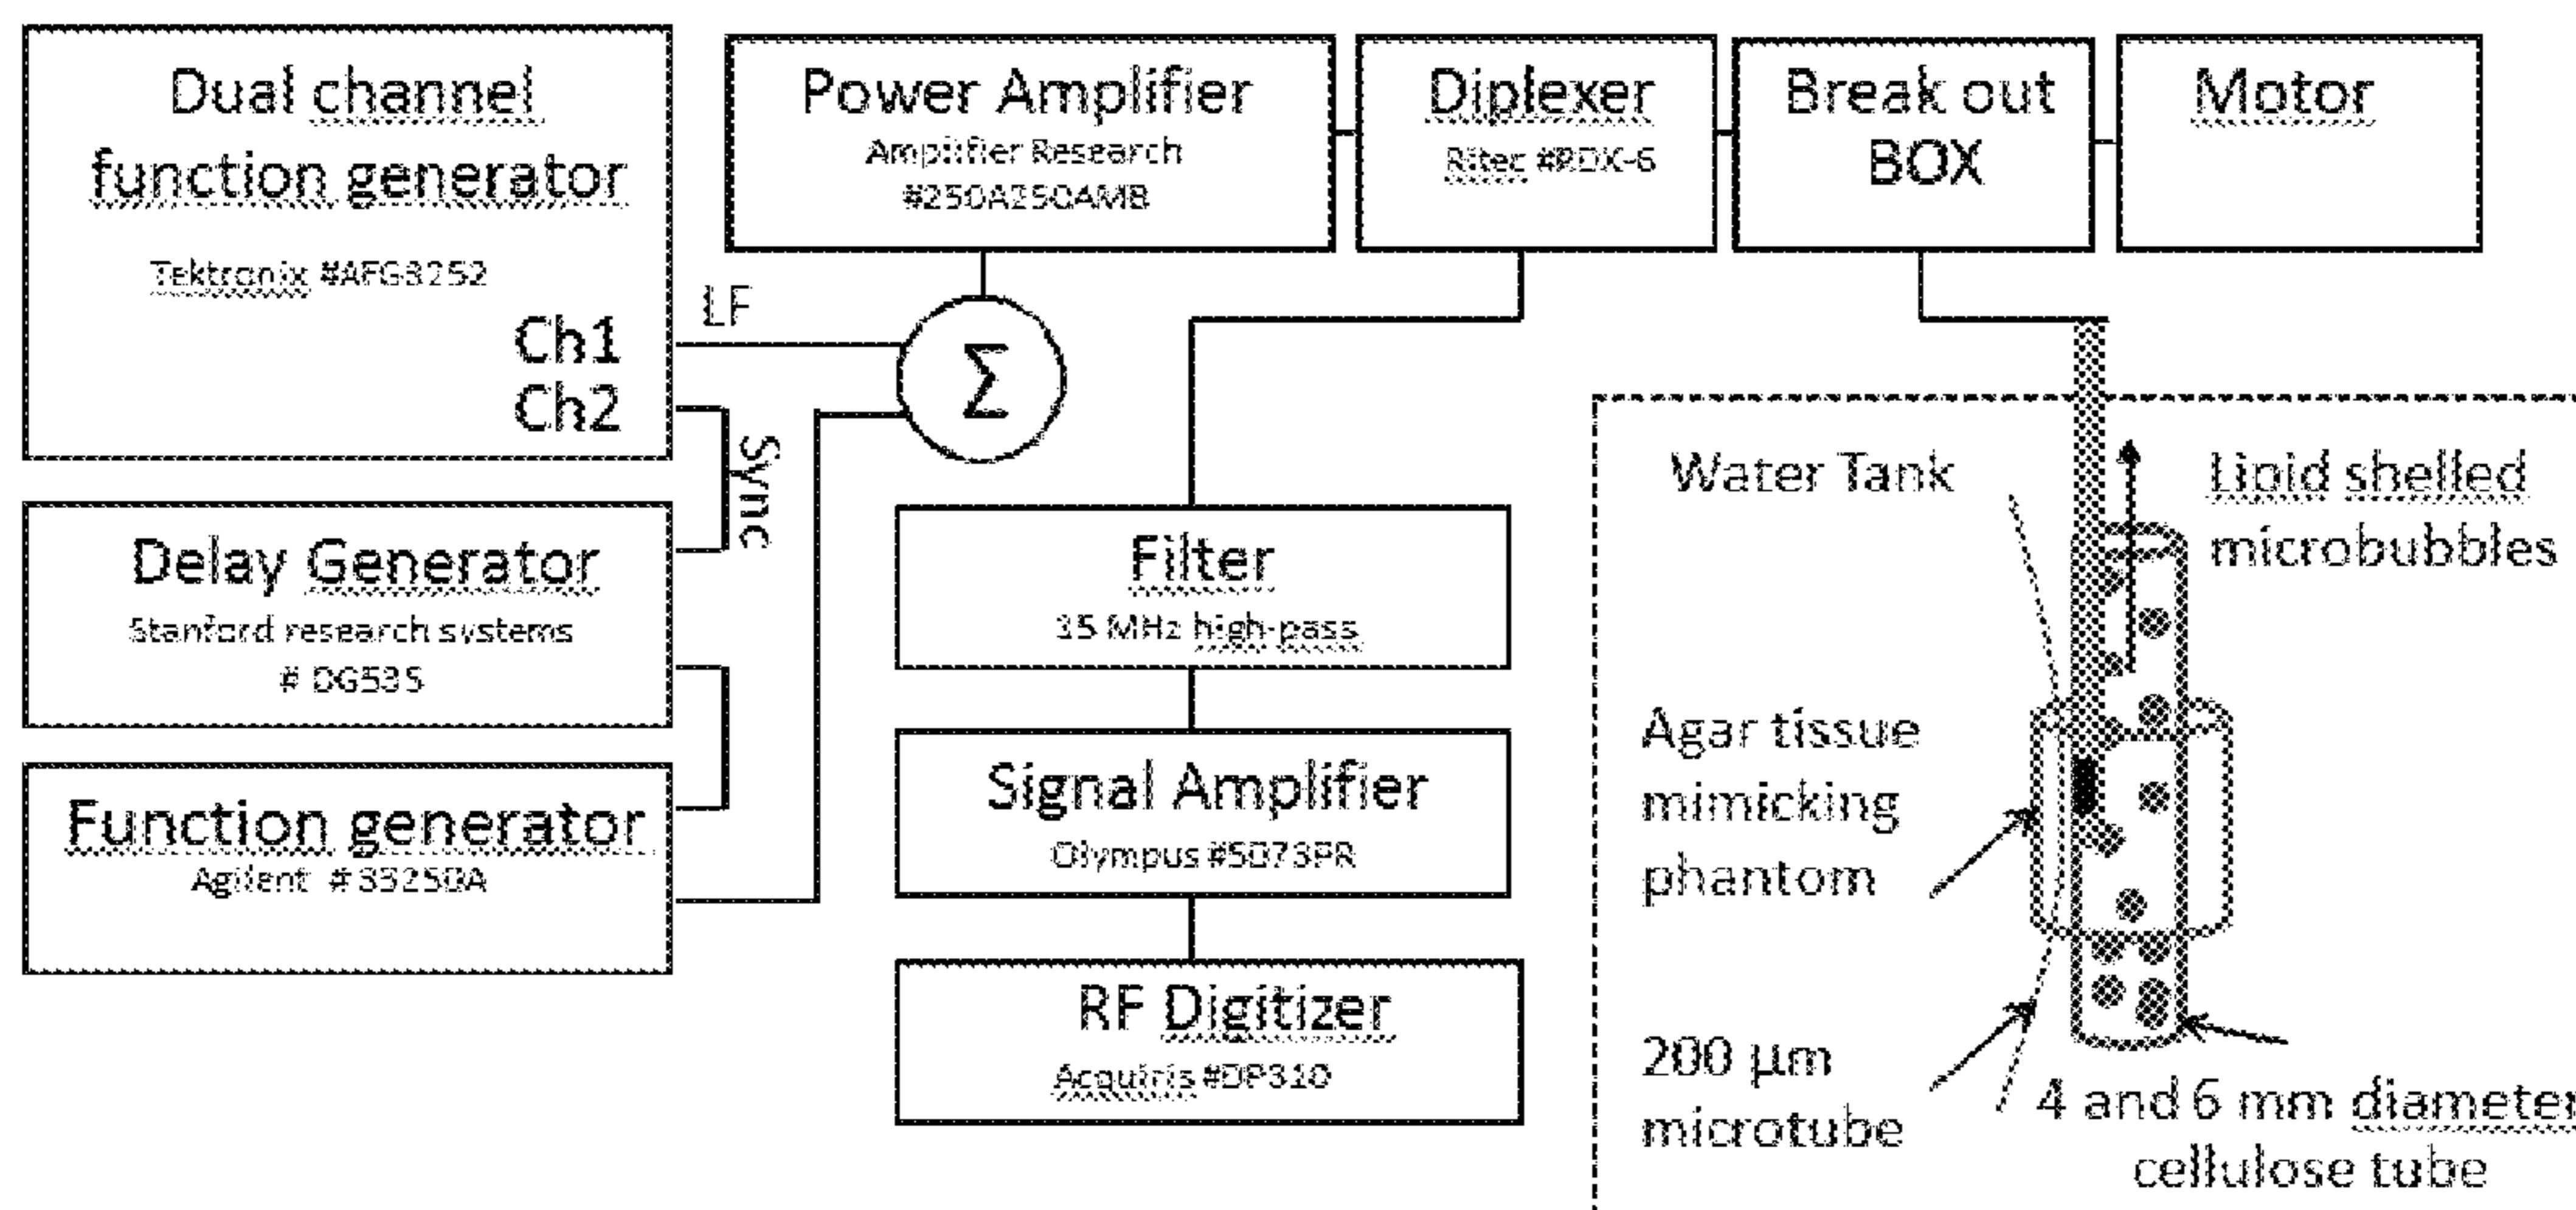 Dual channel
function generator
Tektronix #AFG3252
Ch1
Ch2
LF
Sync
Delay Generator
Stanford research systems
# DG535
Function generator
Agilent # 33250A
Power Amplifier
Amplifier Research
#250A250AMB
Σ
Diplexer
Ritec #RDX-6
Break out
BOX
Motor
Filter
35 MHz high-pass
Signal Amplifier
Olympus #5073PR
RF Digitizer
Acquiris #DP310
Water Tank
Lipid shelled
microbubbles
Agar tissue
mimicking
phantom
200 µm
microtube
4 and 6 mm diameter
cellulose tube